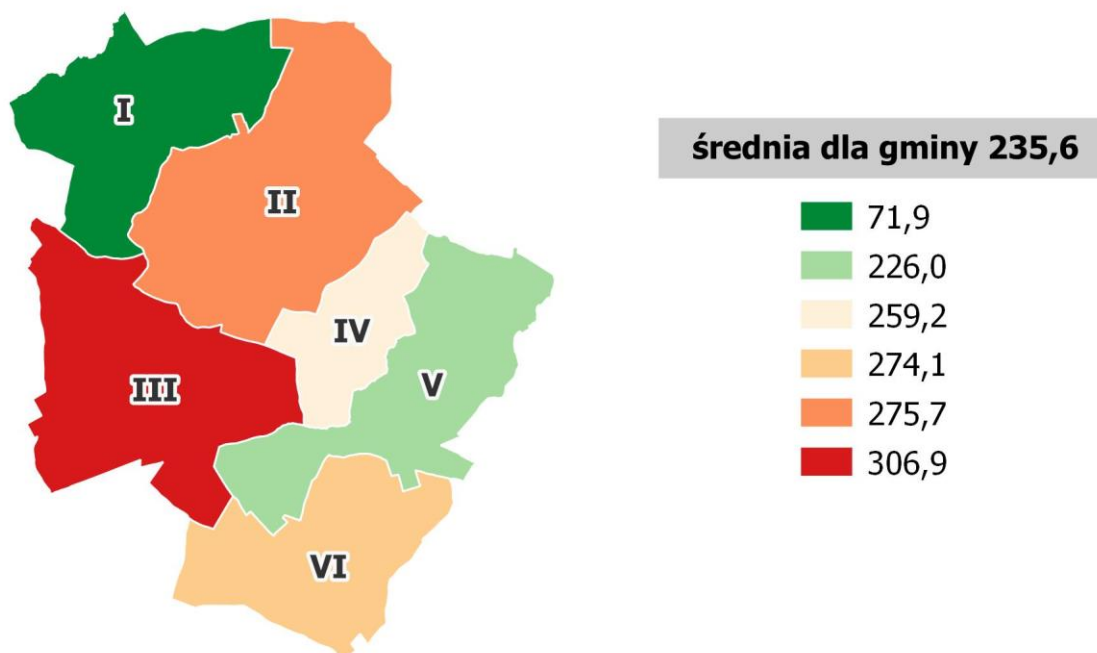 I
II
III
IV
V
VI
średnia dla gminy 235,6
71,9
226,0
259,2
274,1
275,7
306,9